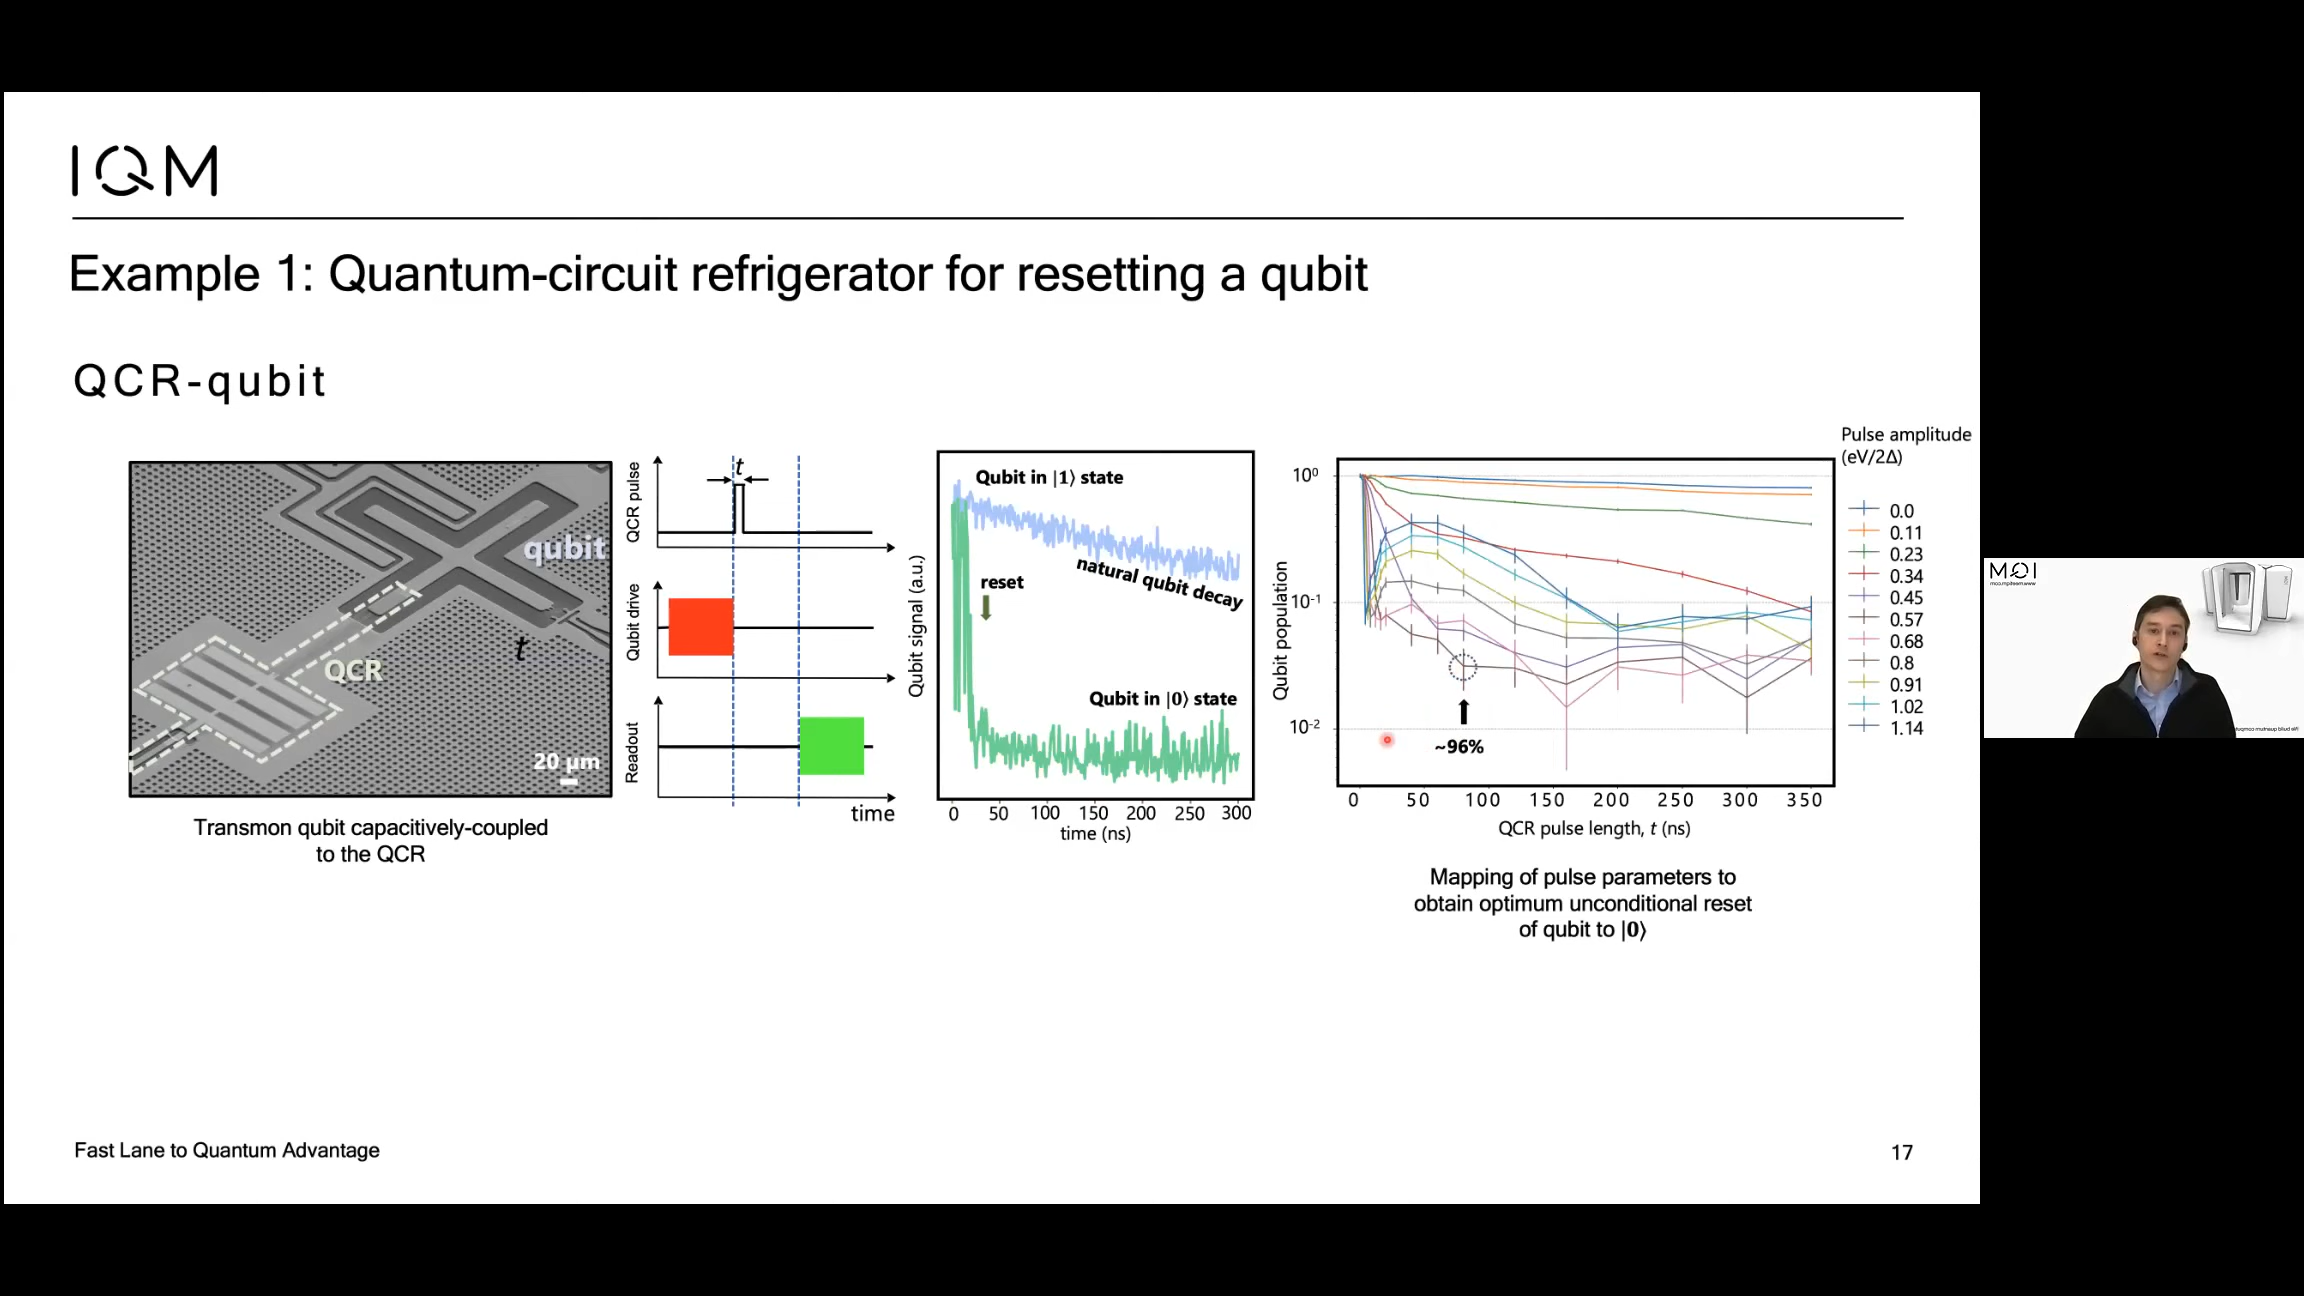 IQM
Example 1: Quantum-circuit refrigerator for resetting a qubit
QCR-qubit
qubit
QCR
t
20 µm
Transmon qubit capacitively-coupled
to the QCR
QCR pulse
t
Qubit drive
Readout
time
Qubit signal (a.u.)
Qubit in |1⟩ state
natural qubit decay
reset
Qubit in |0⟩ state
0 50 100 150 200 250 300
time (ns)
Qubit population
10⁰
10⁻¹
10⁻²
~96%
0 50 100 150 200 250 300 350
QCR pulse length, t (ns)
Pulse amplitude
(eV/2Δ)
0.0
0.11
0.23
0.34
0.45
0.57
0.68
0.8
0.91
1.02
1.14
Mapping of pulse parameters to
obtain optimum unconditional reset
of qubit to |0⟩
Fast Lane to Quantum Advantage
17
IQM
www.meetiqm.com